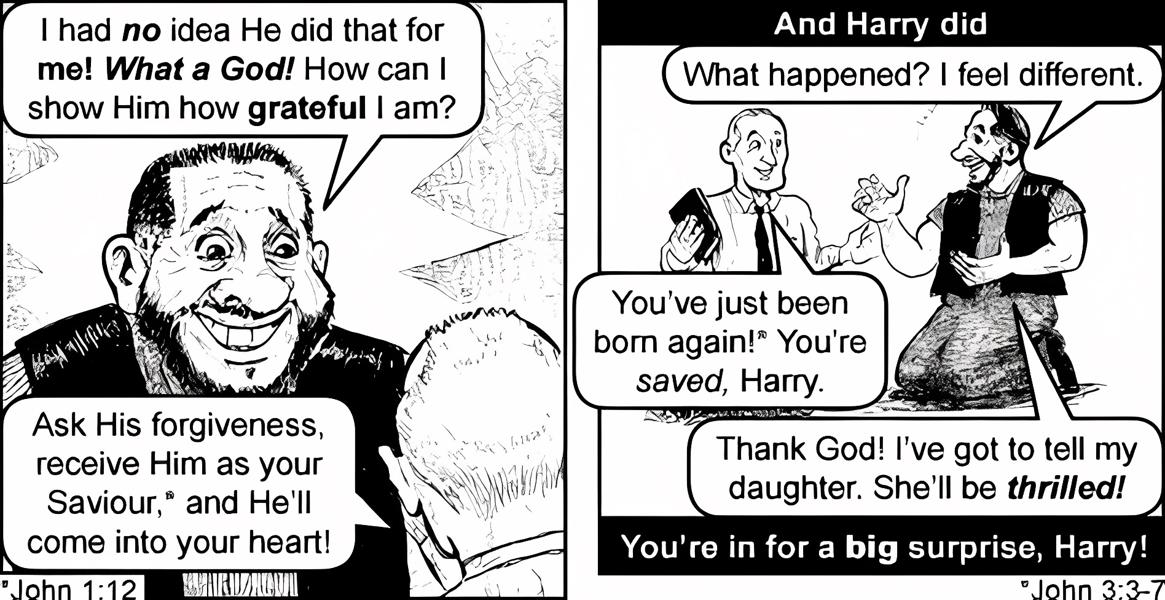 I had no idea He did that for
me! What a God! How can I
show Him how grateful I am?
Ask His forgiveness,
receive Him as your
Saviour,* and He'll
come into your heart!
*John 1:12
And Harry did
What happened? I feel different.
You've just been
born again!* You're
saved, Harry.
Thank God! I've got to tell my
daughter. She'll be thrilled!
You're in for a big surprise, Harry!
*John 3:3-7